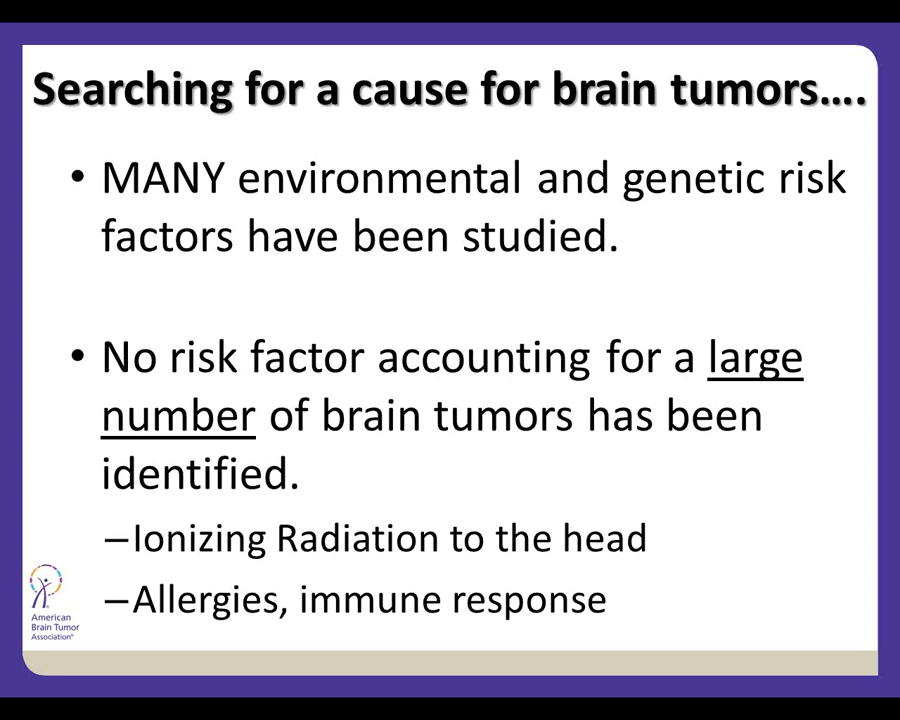 Searching for a cause for brain tumors….
• MANY environmental and genetic risk
factors have been studied.
• No risk factor accounting for a large
number of brain tumors has been
identified.
–Ionizing Radiation to the head
–Allergies, immune response
American
Brain Tumor
Association®